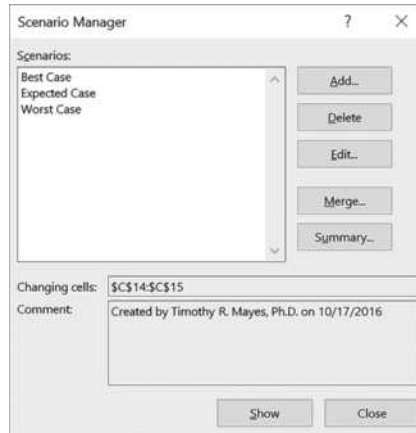 Scenario Manager ? ×
Scenarios:
Best Case
Expected Case
Worst Case
Add...
Delete
Edit...
Merge...
Summary...
Changing cells: $C$14:$C$15
Comment: Created by Timothy R. Mayes, Ph.D. on 10/17/2016
Show Close